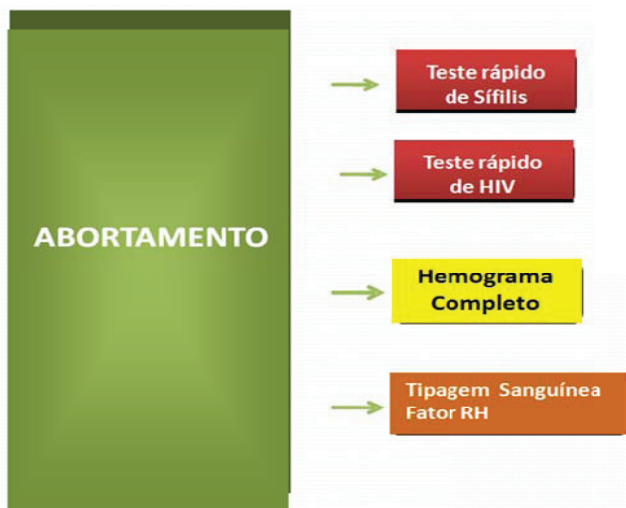 ABORTAMENTO
Teste rápido
de Sífilis
Teste rápido
de HIV
Hemograma
Completo
Tipagem Sanguínea
Fator RH